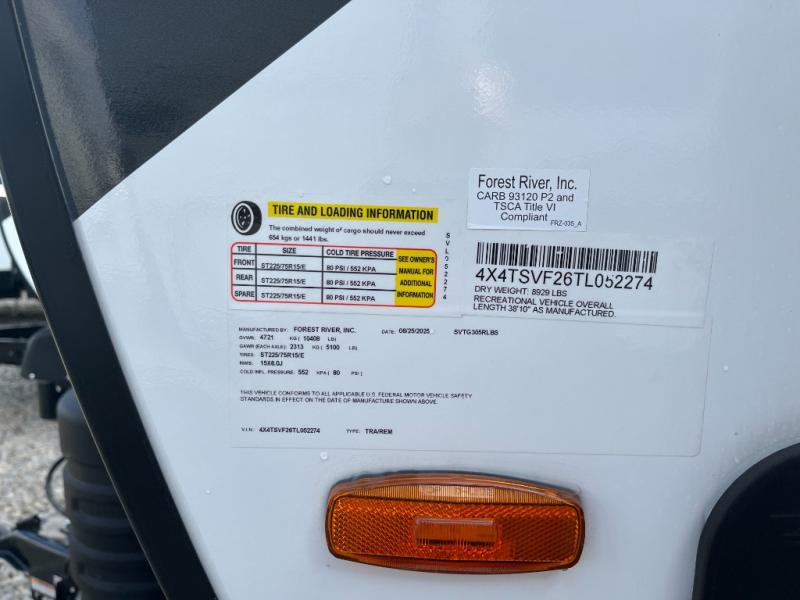 Forest River, Inc.
CARB 93120 P2 and
TSCA Title VI
Compliant
FRZ-035_A
TIRE AND LOADING INFORMATION
The combined weight of cargo should never exceed
654 kgs or 1441 lbs.
TIRE SIZE COLD TIRE PRESSURE
FRONT ST225/75R15/E 80 PSI / 552 KPA
REAR ST225/75R15/E 80 PSI / 552 KPA
SPARE ST225/75R15/E 80 PSI / 552 KPA
SEE OWNER'S
MANUAL FOR
ADDITIONAL
INFORMATION
SVL052274
4X4TSVF26TL052274
DRY WEIGHT: 8929 LBS
RECREATIONAL VEHICLE OVERALL
LENGTH 38'10" AS MANUFACTURED.
MANUFACTURED BY: FOREST RIVER, INC. DATE: 08/25/2025 SVTG305RLBS
GVWR: 4721 KG ( 10408 LB)
GAWR (EACH AXLE): 2313 KG ( 5100 LB)
TIRES: ST225/75R15/E
RIMS: 15X6.0J
COLD INFL. PRESSURE: 552 KPA ( 80 PSI )
THIS VEHICLE CONFORMS TO ALL APPLICABLE U.S. FEDERAL MOTOR VEHICLE SAFETY
STANDARDS IN EFFECT ON THE DATE OF MANUFACTURE SHOWN ABOVE.
V.I.N.: 4X4TSVF26TL052274 TYPE: TRA/REM